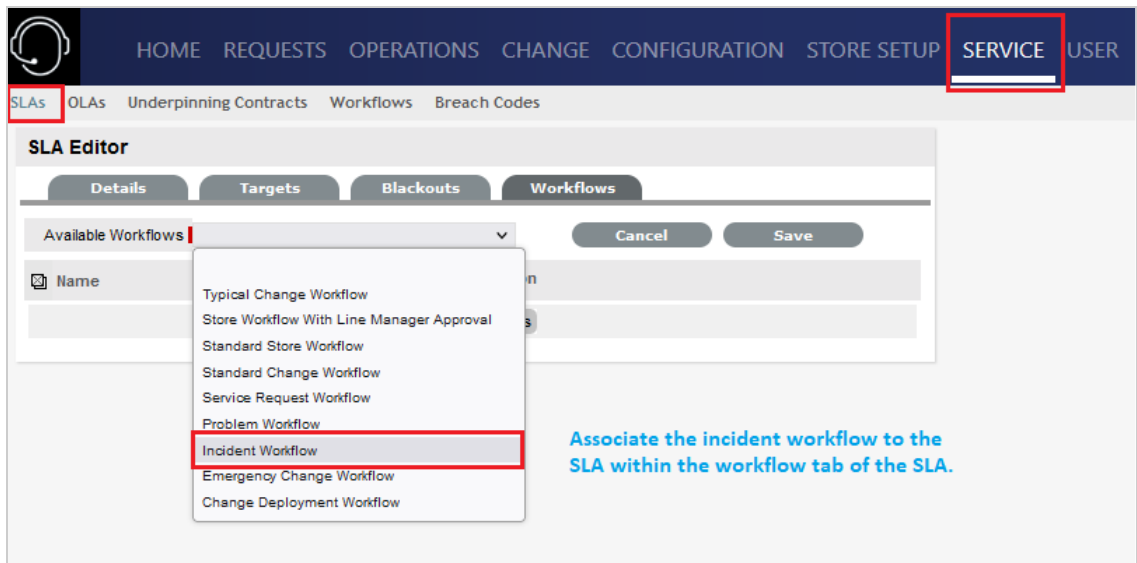 HOME REQUESTS OPERATIONS CHANGE CONFIGURATION STORE SETUP SERVICE USER
SLAs OLAs Underpinning Contracts Workflows Breach Codes
SLA Editor
Details Targets Blackouts Workflows
Available Workflows Cancel Save
Name
Typical Change Workflow
Store Workflow With Line Manager Approval
Standard Store Workflow
Standard Change Workflow
Service Request Workflow
Problem Workflow
Incident Workflow
Emergency Change Workflow
Change Deployment Workflow
Associate the incident workflow to the
SLA within the workflow tab of the SLA.